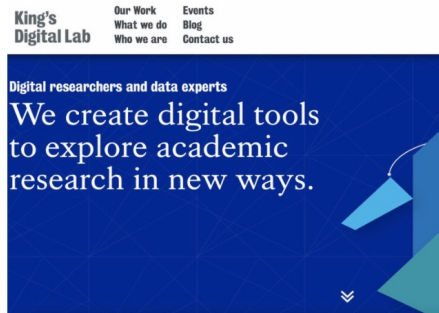 King's
Digital Lab
Our Work
What we do
Who we are
Events
Blog
Contact us
Digital researchers and data experts
We create digital tools
to explore academic
research in new ways.